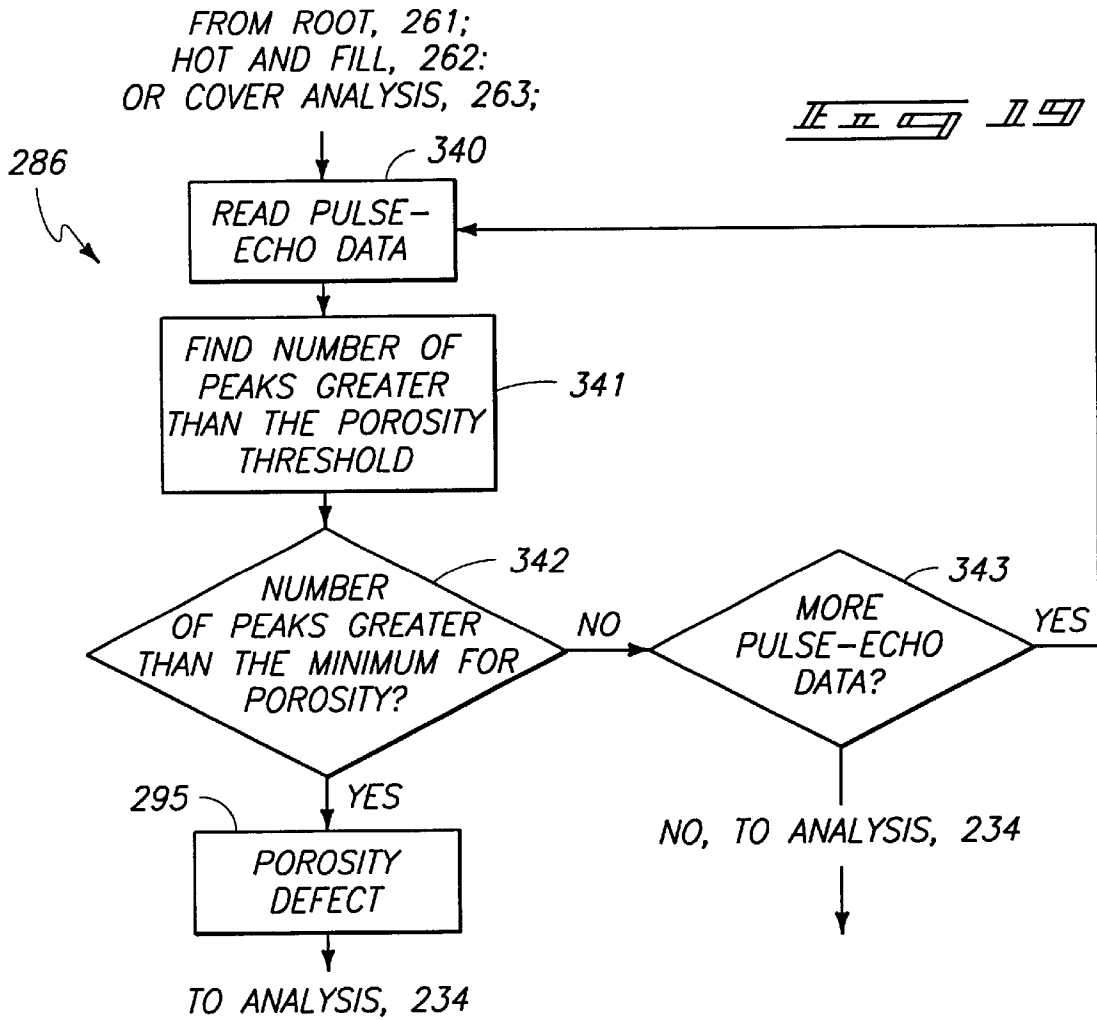 FROM ROOT, 261;
HOT AND FILL, 262:
OR COVER ANALYSIS, 263;
Fig 19
286
340
READ PULSE-
ECHO DATA
FIND NUMBER OF
PEAKS GREATER
THAN THE POROSITY
THRESHOLD
341
342
NUMBER
OF PEAKS GREATER
THAN THE MINIMUM FOR
POROSITY?
NO
343
MORE
PULSE-ECHO
DATA?
YES
295
YES
POROSITY
DEFECT
NO, TO ANALYSIS, 234
TO ANALYSIS, 234